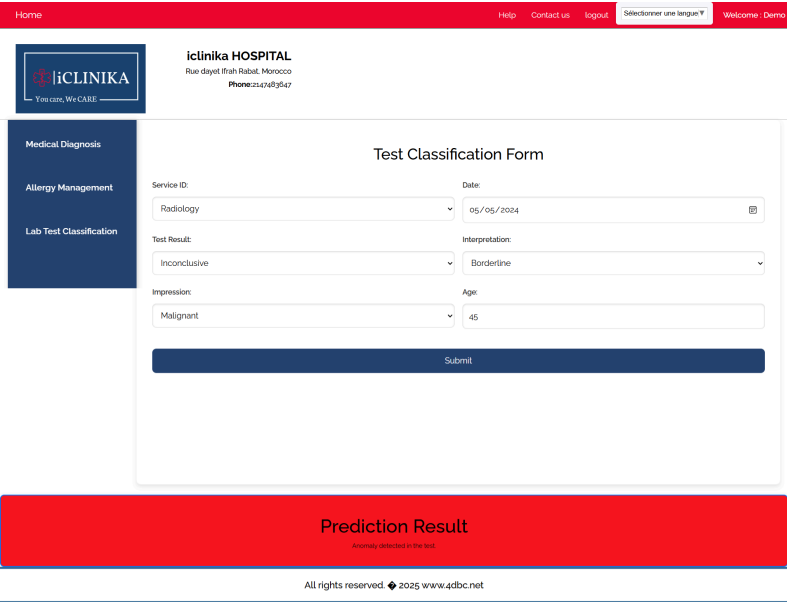 Home
Help Contact us logout Sélectionner une langue ▼ Welcome : Demo
iCLINIKA
You care, We CARE
iclinika HOSPITAL
Rue dayet Ifrah Rabat, Morocco
Phone:2147483647
Medical Diagnosis
Allergy Management
Lab Test Classification
Test Classification Form
Service ID: Date:
Radiology 05/05/2024
Test Result: Interpretation:
Inconclusive Borderline
Impression: Age:
Malignant 45
Submit
Prediction Result
Anomaly detected in the test.
All rights reserved. � 2025 www.4dbc.net